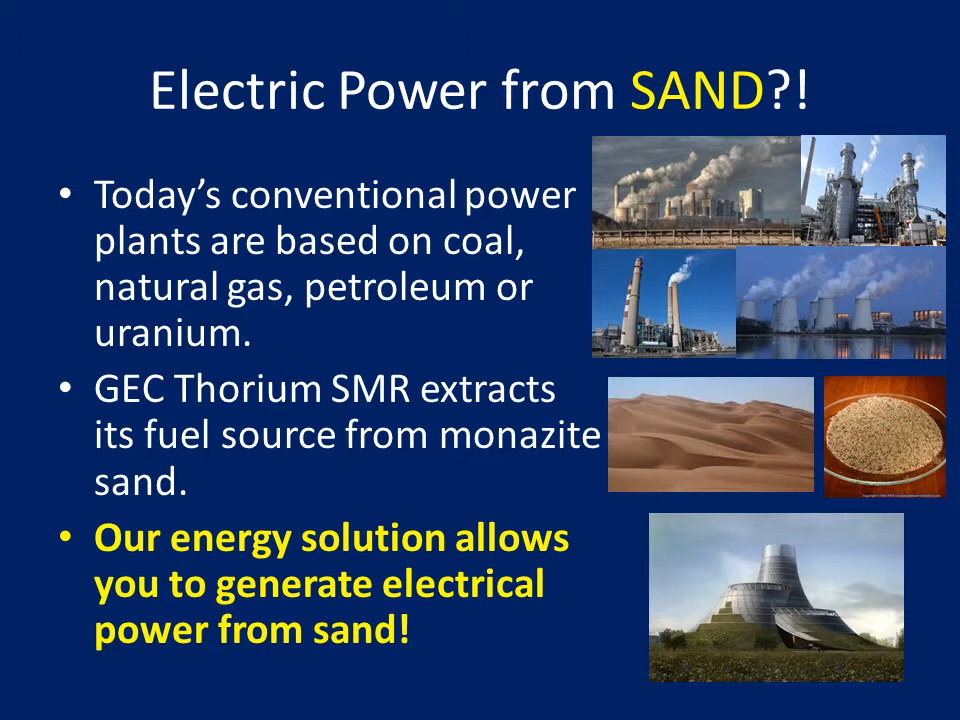 Electric Power from SAND?!
• Today’s conventional power
plants are based on coal,
natural gas, petroleum or
uranium.
• GEC Thorium SMR extracts
its fuel source from monazite
sand.
• Our energy solution allows
you to generate electrical
power from sand!